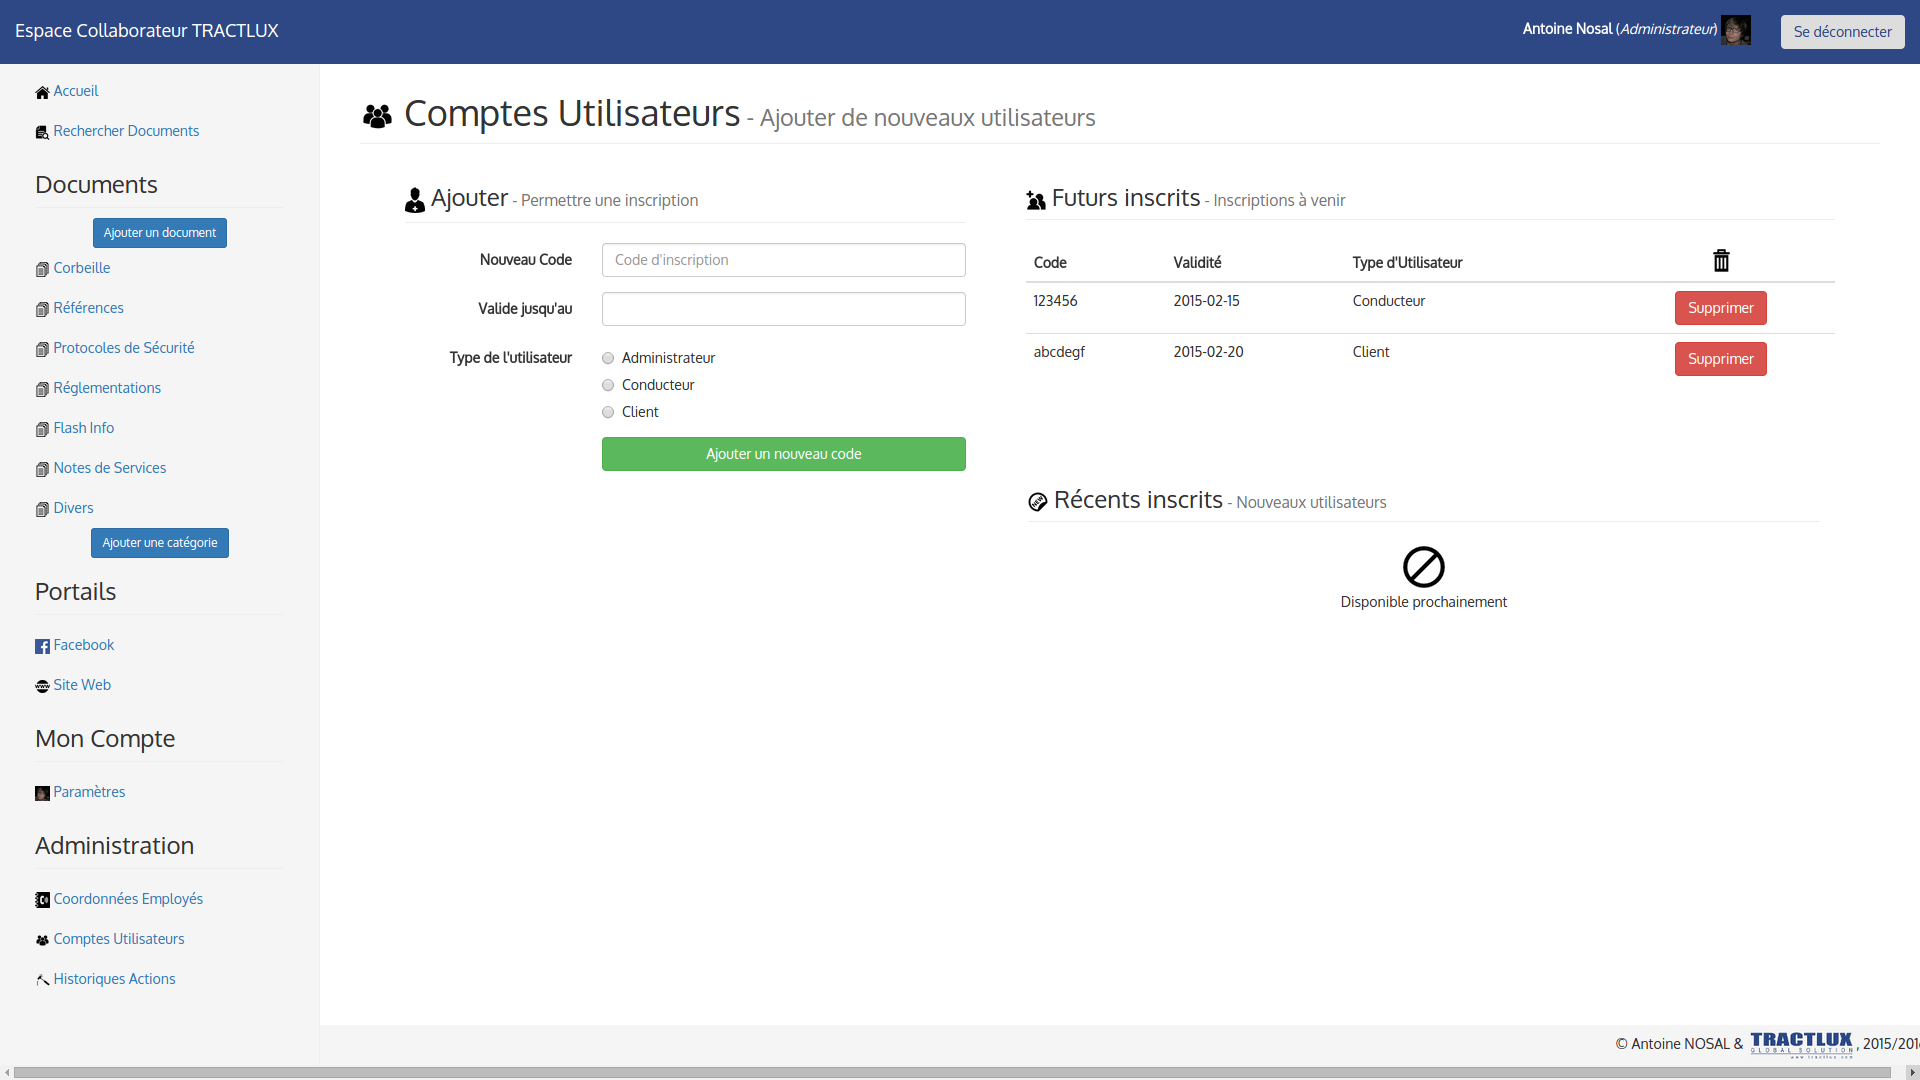 Espace Collaborateur TRACTLUX
Antoine Nosal (Administrateur)
Se déconnecter
Accueil
Rechercher Documents
Documents
Ajouter un document
Corbeille
Références
Protocoles de Sécurité
Réglementations
Flash Info
Notes de Services
Divers
Ajouter une catégorie
Portails
Facebook
Site Web
Mon Compte
Paramètres
Administration
Coordonnées Employés
Comptes Utilisateurs
Historiques Actions
Comptes Utilisateurs - Ajouter de nouveaux utilisateurs
Ajouter - Permettre une inscription
Nouveau Code
Code d'inscription
Valide jusqu'au
Type de l'utilisateur
Administrateur
Conducteur
Client
Ajouter un nouveau code
Futurs inscrits - Inscriptions à venir
Code Validité Type d'Utilisateur
123456 2015-02-15 Conducteur Supprimer
abcdegf 2015-02-20 Client Supprimer
Récents inscrits - Nouveaux utilisateurs
Disponible prochainement
© Antoine NOSAL & TRACTLUX , 2015/201
GLOBAL SOLUTION
www.tractlux.com